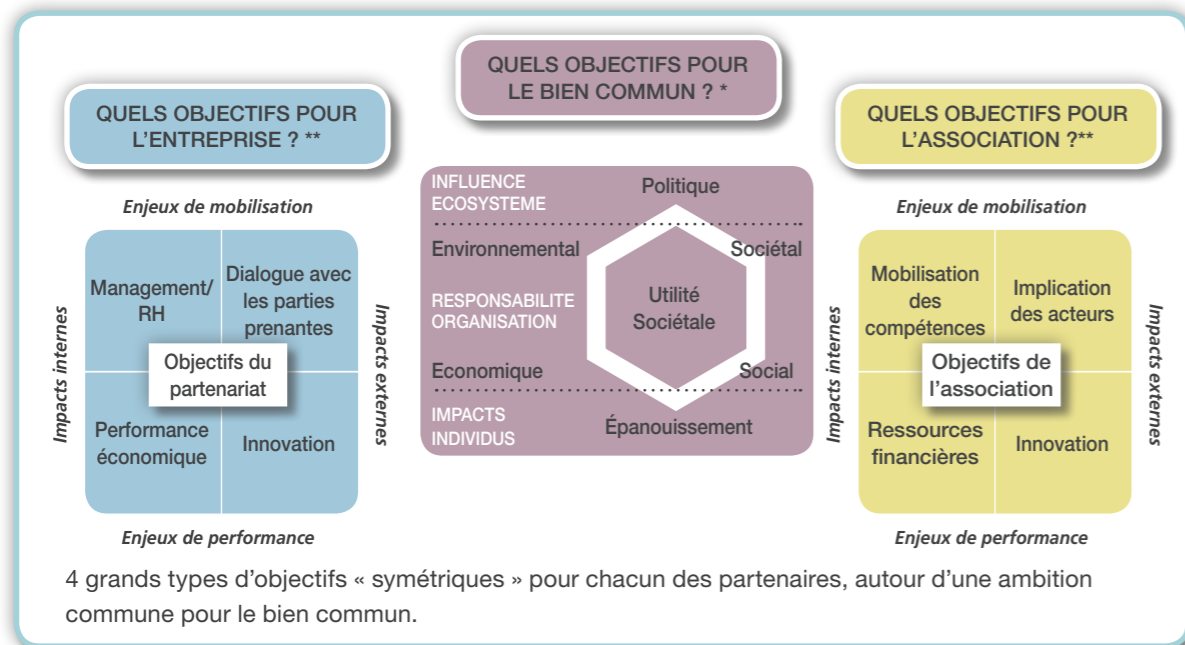 QUELS OBJECTIFS POUR
L'ENTREPRISE ? **
Enjeux de mobilisation
Impacts internes
Management/
RH
Dialogue avec
les parties
prenantes
Objectifs du
partenariat
Performance
économique
Innovation
Impacts externes
Enjeux de performance
QUELS OBJECTIFS POUR
LE BIEN COMMUN ? *
INFLUENCE
ECOSYSTEME
Politique
Environnemental
Sociétal
RESPONSABILITE
ORGANISATION
Utilité
Sociétale
Economique
Social
IMPACTS
INDIVIDUS
Épanouissement
QUELS OBJECTIFS POUR
L'ASSOCIATION ?**
Enjeux de mobilisation
Impacts internes
Mobilisation
des
compétences
Implication
des acteurs
Objectifs de
l'association
Ressources
financières
Innovation
Impacts externes
Enjeux de performance
4 grands types d'objectifs « symétriques » pour chacun des partenaires, autour d'une ambition
commune pour le bien commun.